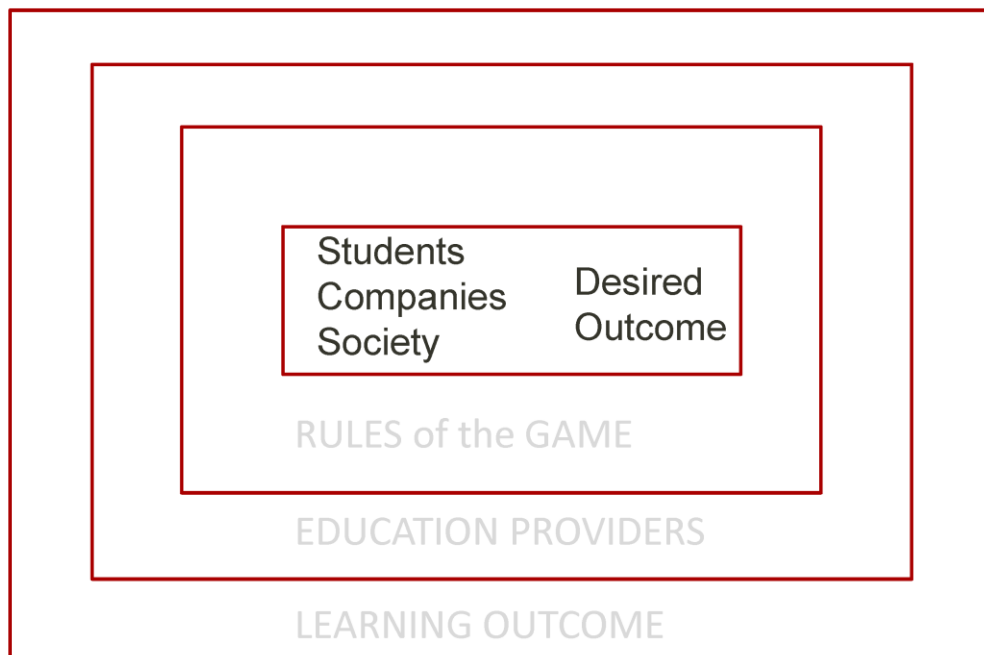 Students
Companies
Society
Desired
Outcome
RULES of the GAME
EDUCATION PROVIDERS
LEARNING OUTCOME